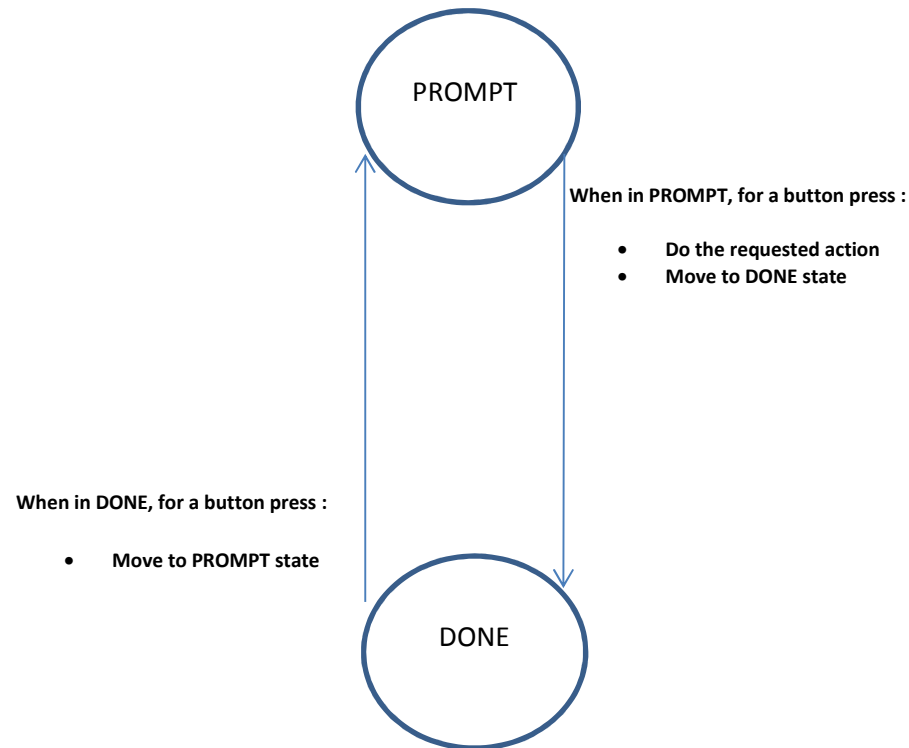 PROMPT
When in PROMPT, for a button press :
• Do the requested action
• Move to DONE state
When in DONE, for a button press :
• Move to PROMPT state
DONE